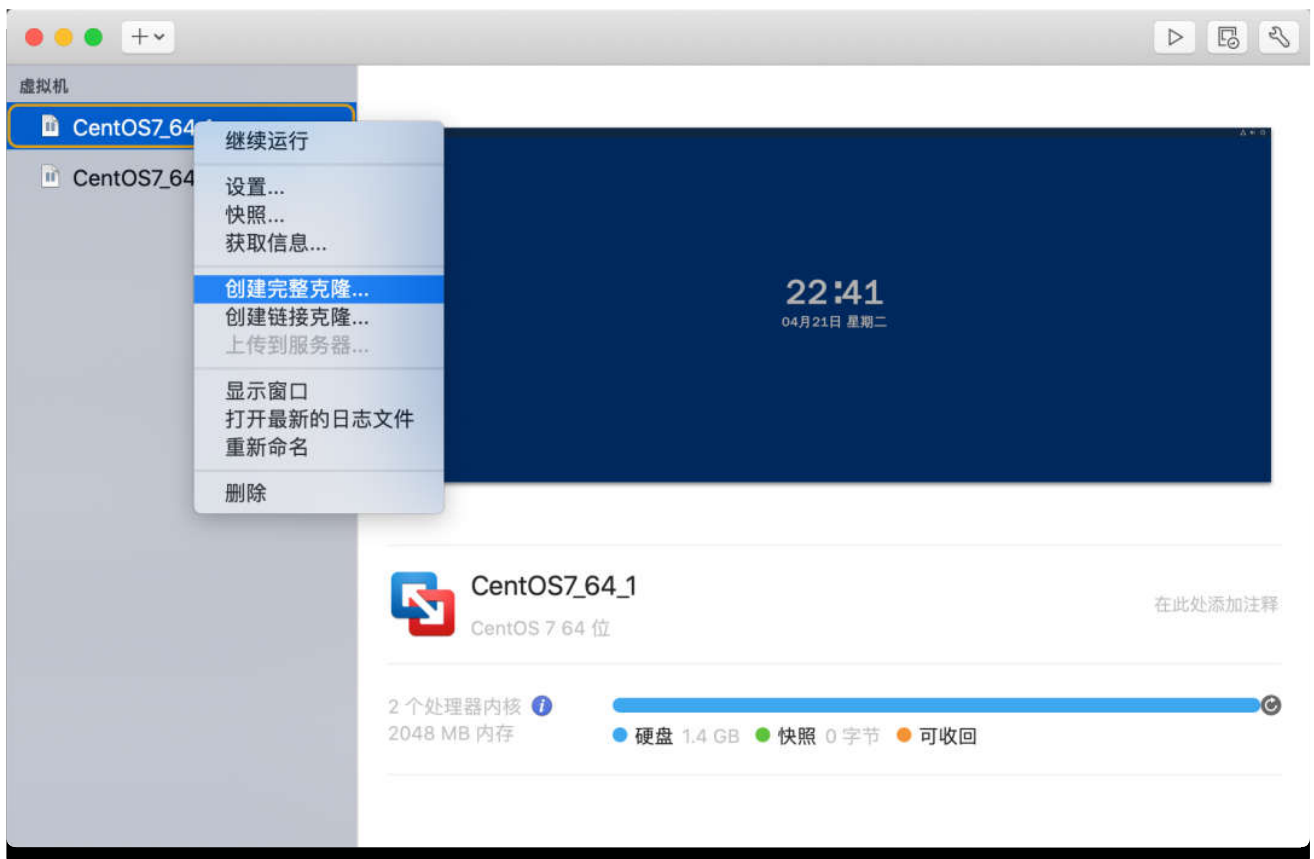 虚拟机
CentOS7_64_1
CentOS7_64
继续运行
设置...
快照...
获取信息...
创建完整克隆...
创建链接克隆...
上传到服务器...
显示窗口
打开最新的日志文件
重新命名
删除
22:41
04月21日 星期二
CentOS7_64_1
CentOS 7 64 位
在此处添加注释
2 个处理器内核
2048 MB 内存
硬盘 1.4 GB 快照 0 字节 可收回